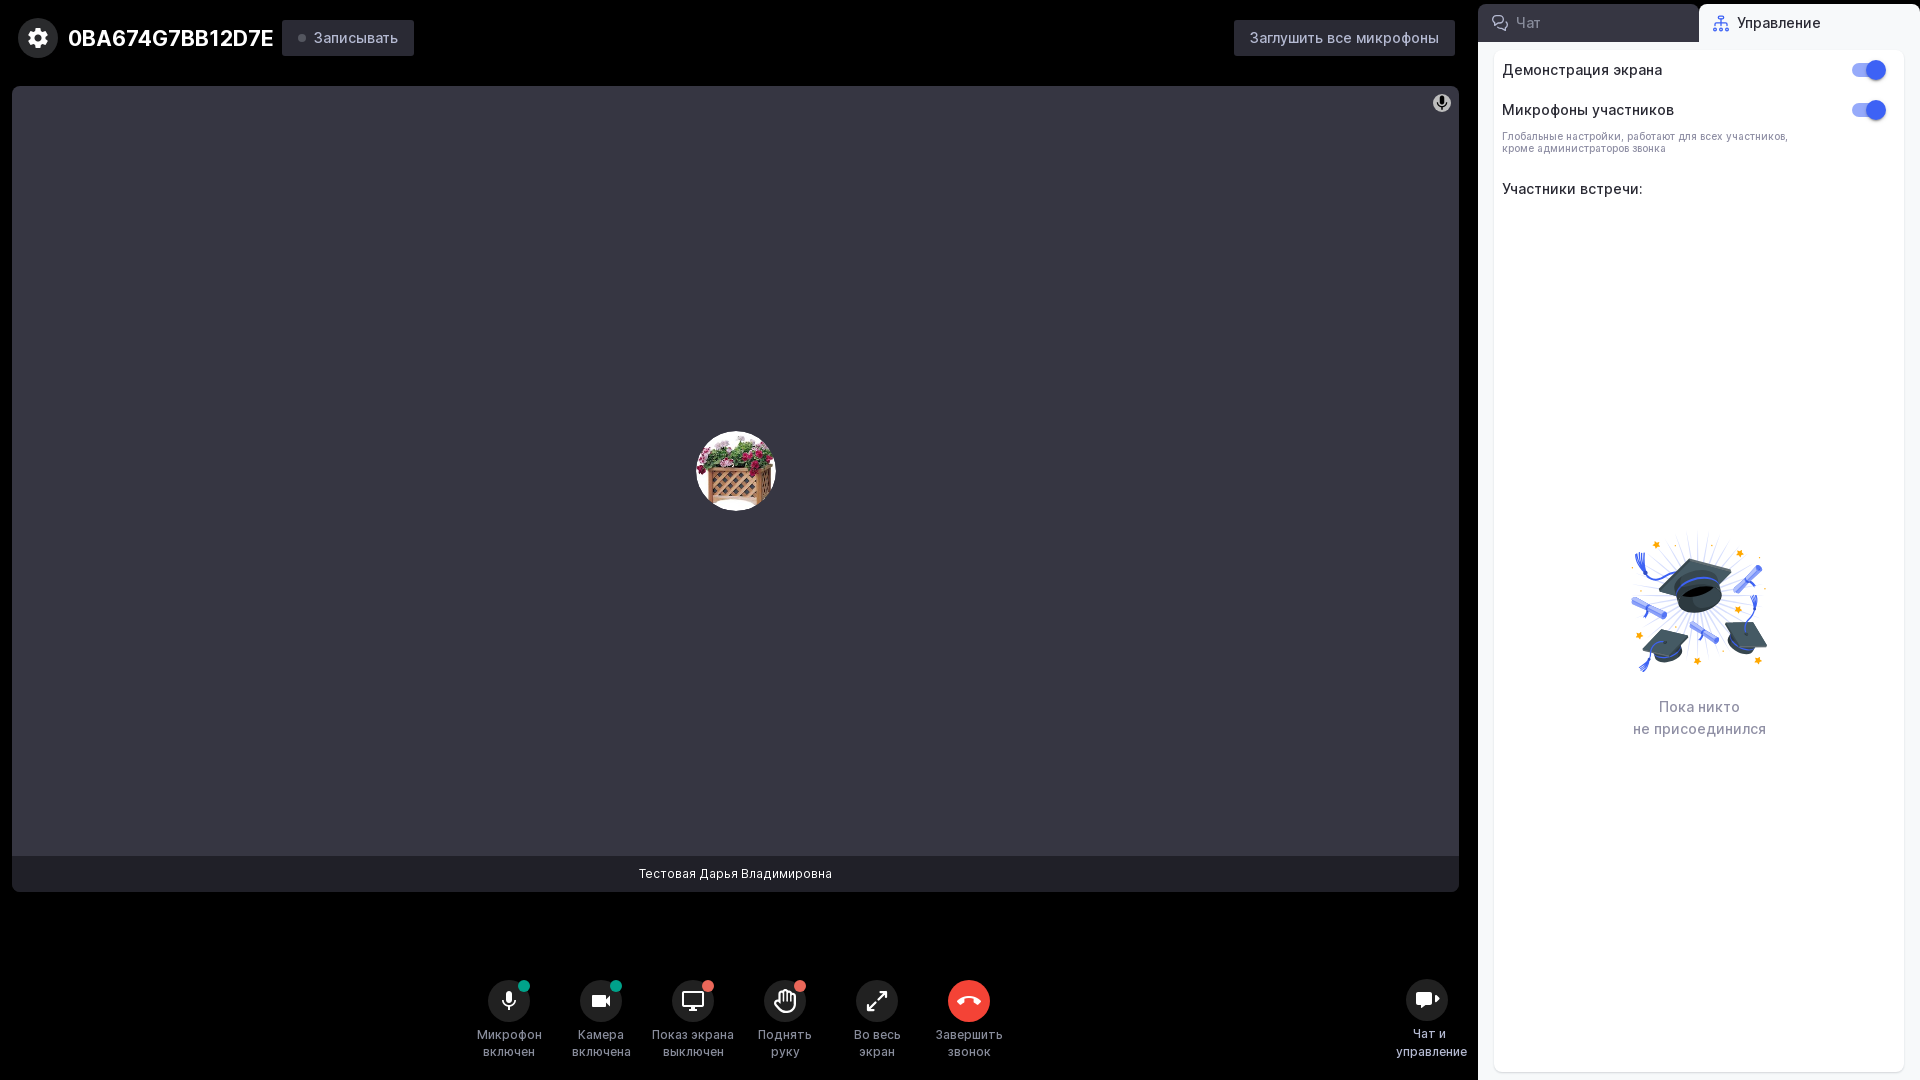 0BA674G7BB12D7E
Записывать
Заглушить все микрофоны
Чат
Управление
Демонстрация экрана
Микрофоны участников
Глобальные настройки, работают для всех участников,
кроме администраторов звонка
Участники встречи:
Пока никто
не присоединился
Тестовая Дарья Владимировна
Микрофон
включен
Камера
включена
Показ экрана
выключен
Поднять
руку
Во весь
экран
Завершить
звонок
Чат и
управление